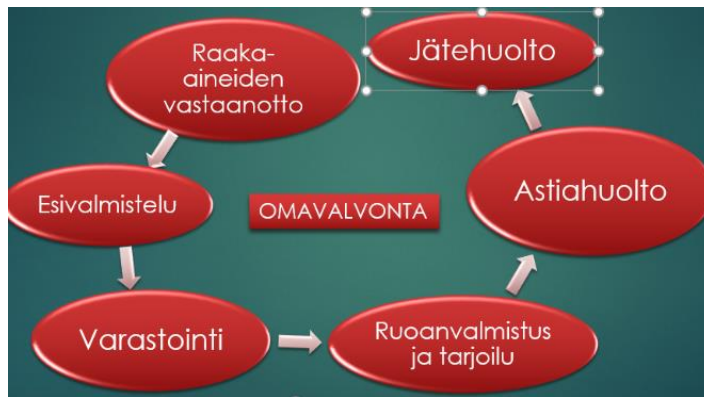 Raaka-
aineiden
vastaanotto
Jätehuolto
Esivalmistelu
OMAVALVONTA
Astiahuolto
Varastointi
Ruoanvalmistus
ja tarjoilu